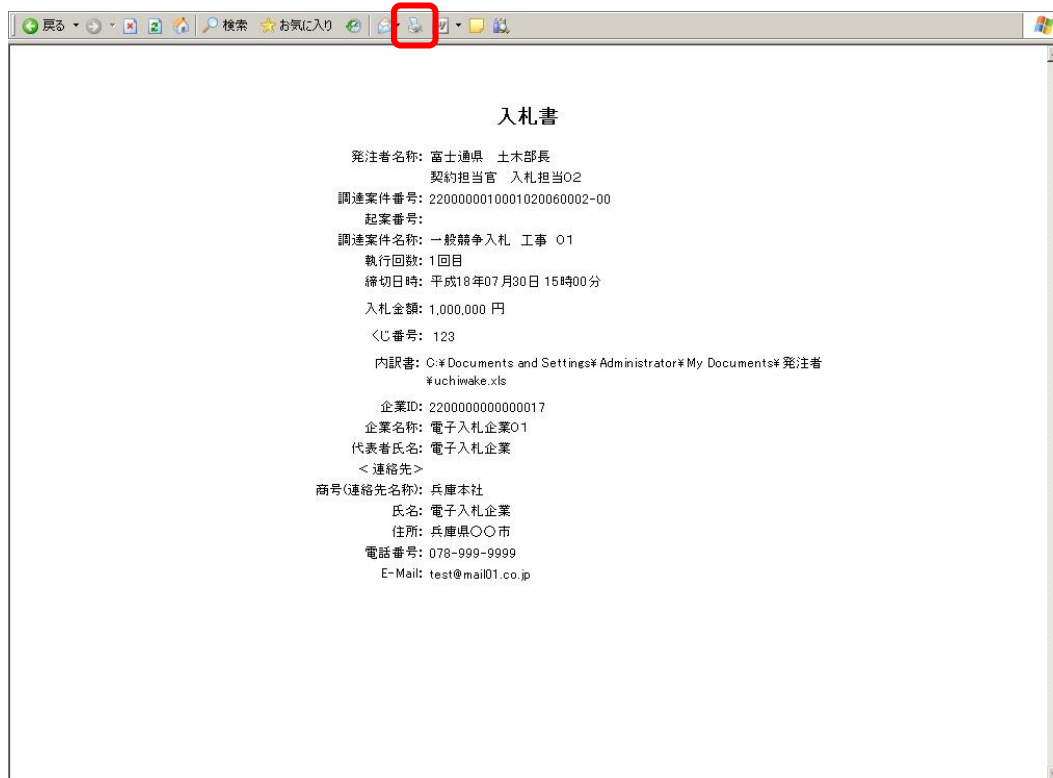 戻る 検索 お気に入り
入札書
発注者名称: 富士通県 土木部長
契約担当官 入札担当02
調達案件番号: 2200000010001020060002-00
起案番号:
調達案件名称: 一般競争入札 工事 01
執行回数: 1回目
締切日時: 平成18年07月30日 15時00分
入札金額: 1,000,000 円
くじ番号: 123
内訳書: C:¥Documents and Settings¥Administrator¥My Documents¥発注者
¥uchiwake.xls
企業ID: 2200000000000017
企業名称: 電子入札企業01
代表者氏名: 電子入札企業
<連絡先>
商号(連絡先名称): 兵庫本社
氏名: 電子入札企業
住所: 兵庫県〇〇市
電話番号: 078-999-9999
E-Mail: test@mail01.co.jp